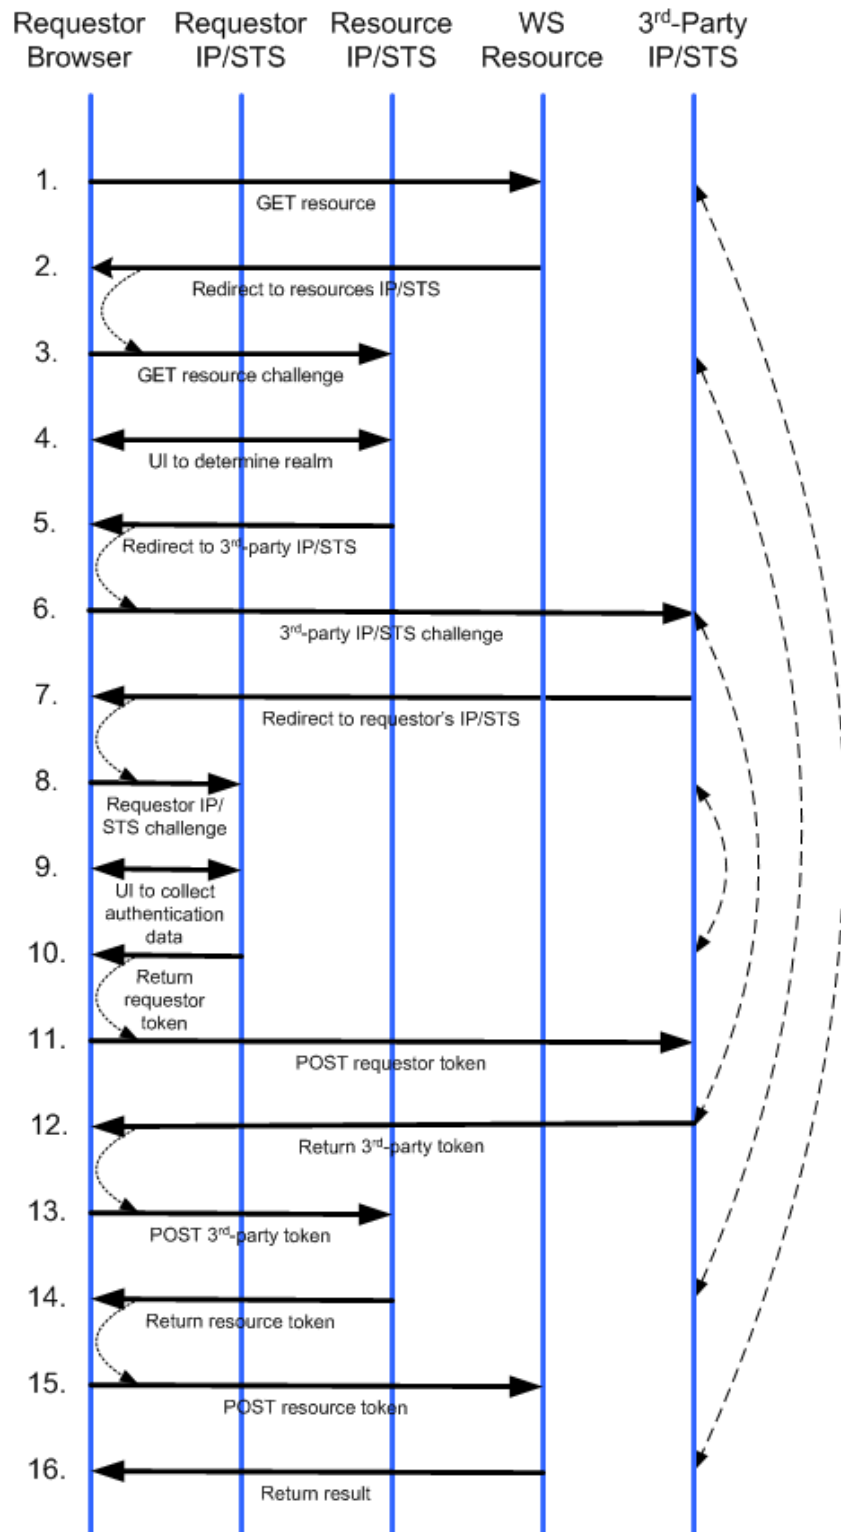 Requestor Browser
Requestor IP/STS
Resource IP/STS
WS Resource
3rd-Party IP/STS
1.
GET resource
2.
Redirect to resources IP/STS
3.
GET resource challenge
4.
UI to determine realm
5.
Redirect to 3rd-party IP/STS
6.
3rd-party IP/STS challenge
7.
Redirect to requestor's IP/STS
8.
Requestor IP/
STS challenge
9.
UI to collect
authentication
data
10.
Return
requestor
token
11.
POST requestor token
12.
Return 3rd-party token
13.
POST 3rd-party token
14.
Return resource token
15.
POST resource token
16.
Return result